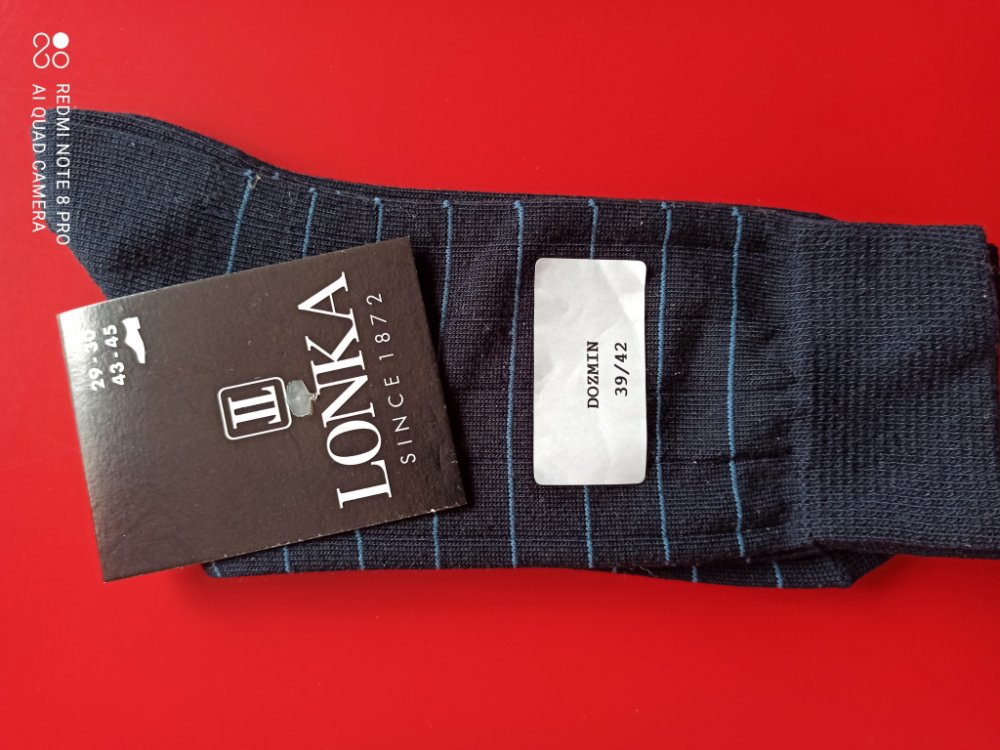 REDMI NOTE 8 PRO
AI QUAD CAMERA
29 - 30
43 - 45
LONKA
SINCE 1872
DOZMIN
39/42